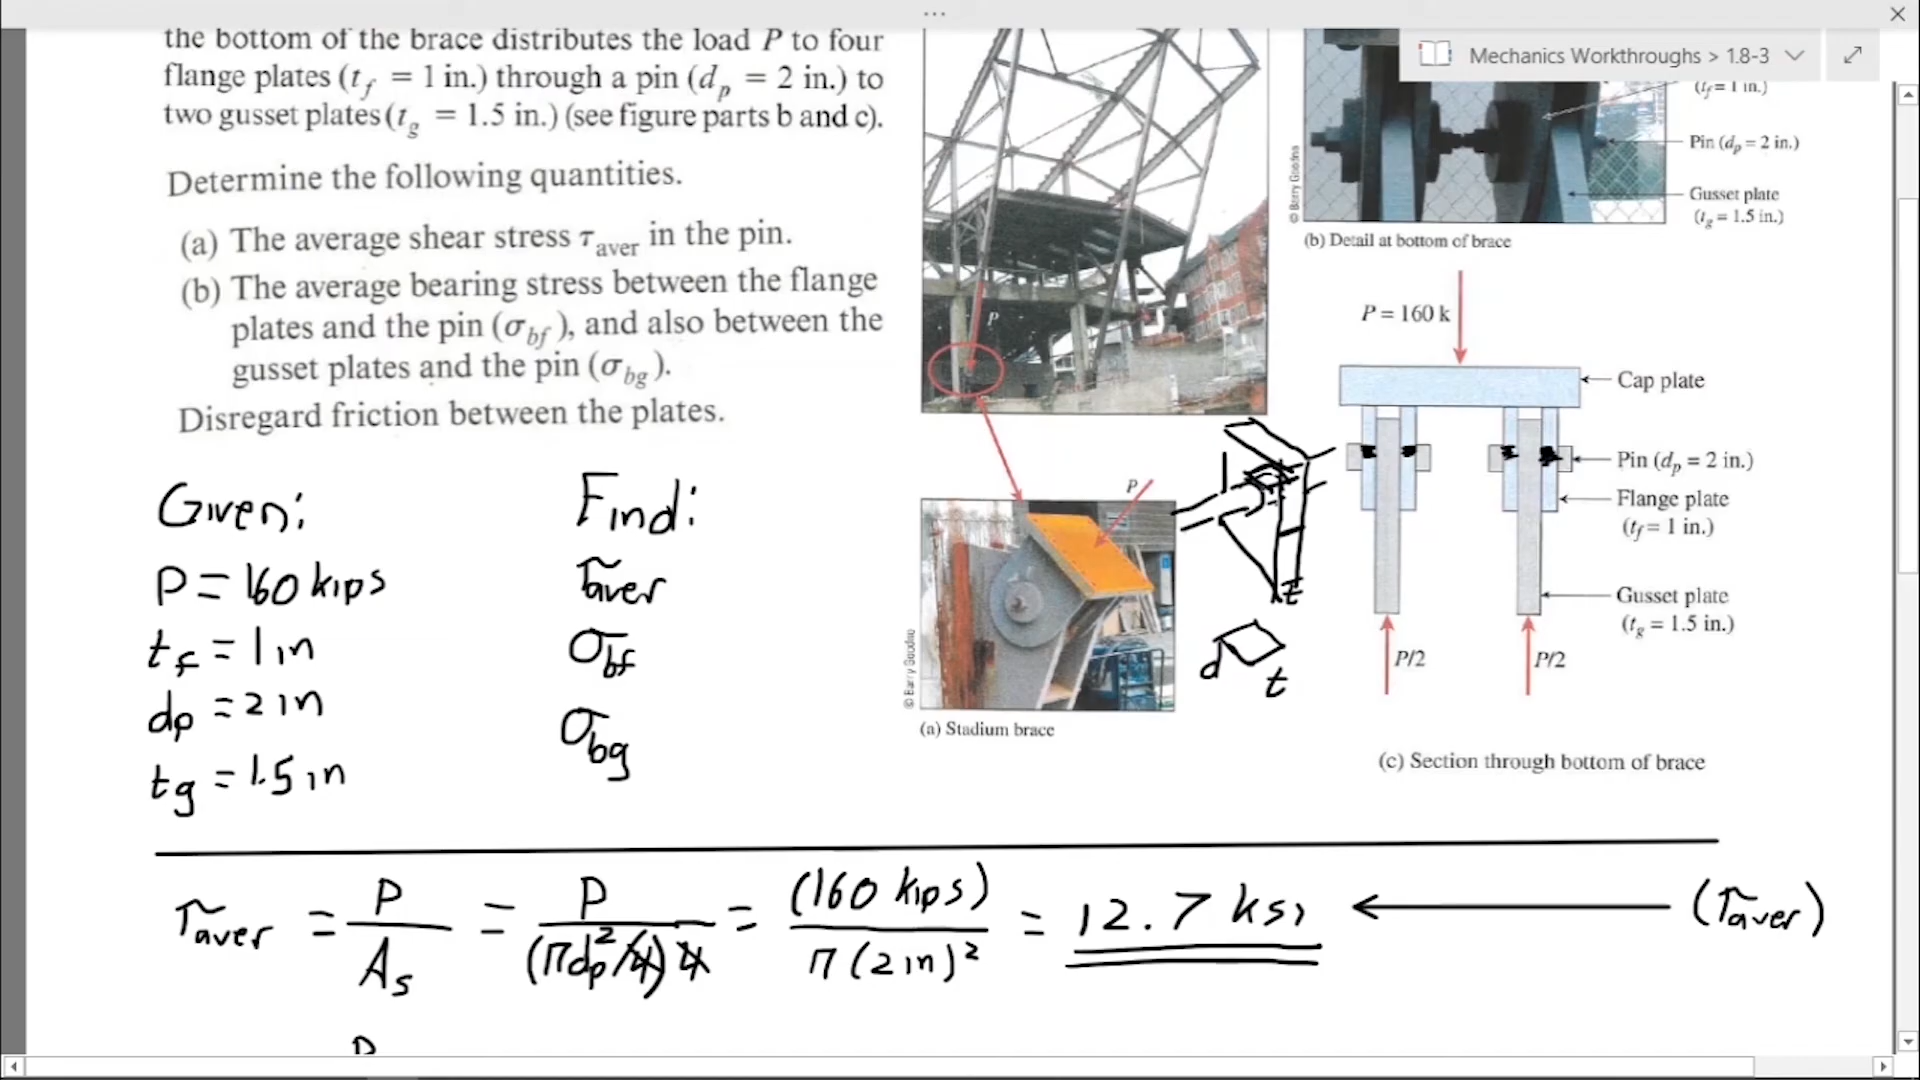 ...
Mechanics Workthroughs > 1.8-3
the bottom of the brace distributes the load P to four
flange plates (t_f = 1 in.) through a pin (d_p = 2 in.) to
two gusset plates (t_g = 1.5 in.) (see figure parts b and c).
Determine the following quantities.
(a) The average shear stress τ_aver in the pin.
(b) The average bearing stress between the flange
plates and the pin (σ_bf), and also between the
gusset plates and the pin (σ_bg).
Disregard friction between the plates.
P
© Barry Goodno
P
© Barry Goodno
(a) Stadium brace
(t_f = 1 in.)
Pin (d_p = 2 in.)
Gusset plate
(t_g = 1.5 in.)
(b) Detail at bottom of brace
P = 160 k
Cap plate
Pin (d_p = 2 in.)
Flange plate
(t_f = 1 in.)
Gusset plate
(t_g = 1.5 in.)
P/2
P/2
(c) Section through bottom of brace
t
d
t
Given:
P = 160 kips
t_f = 1 in
d_p = 2 in
t_g = 1.5 in
Find:
τ_aver
σ_bf
σ_bg
τ_aver = P / A_s = P / (π d_p² /4) 4 = (160 kips) / π (2 in)² = 12.7 ksi ← (τ_aver)